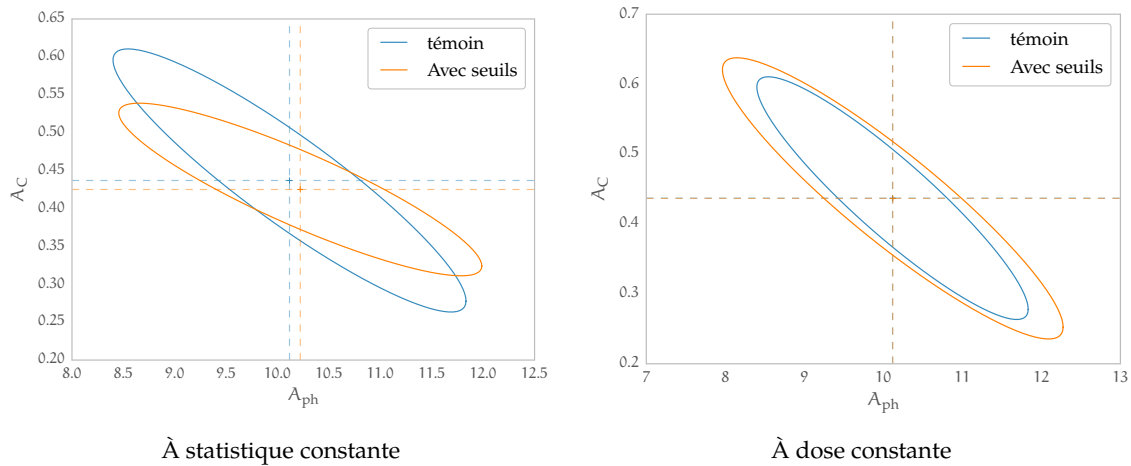 0.65
0.60
0.55
0.50
0.45
0.40
0.35
0.30
0.25
0.20
A_C
8.0 8.5 9.0 9.5 10.0 10.5 11.0 11.5 12.0 12.5
A_ph
témoin
Avec seuils
À statistique constante
0.7
0.6
0.5
0.4
0.3
0.2
A_C
7 8 9 10 11 12 13
A_ph
témoin
Avec seuils
À dose constante